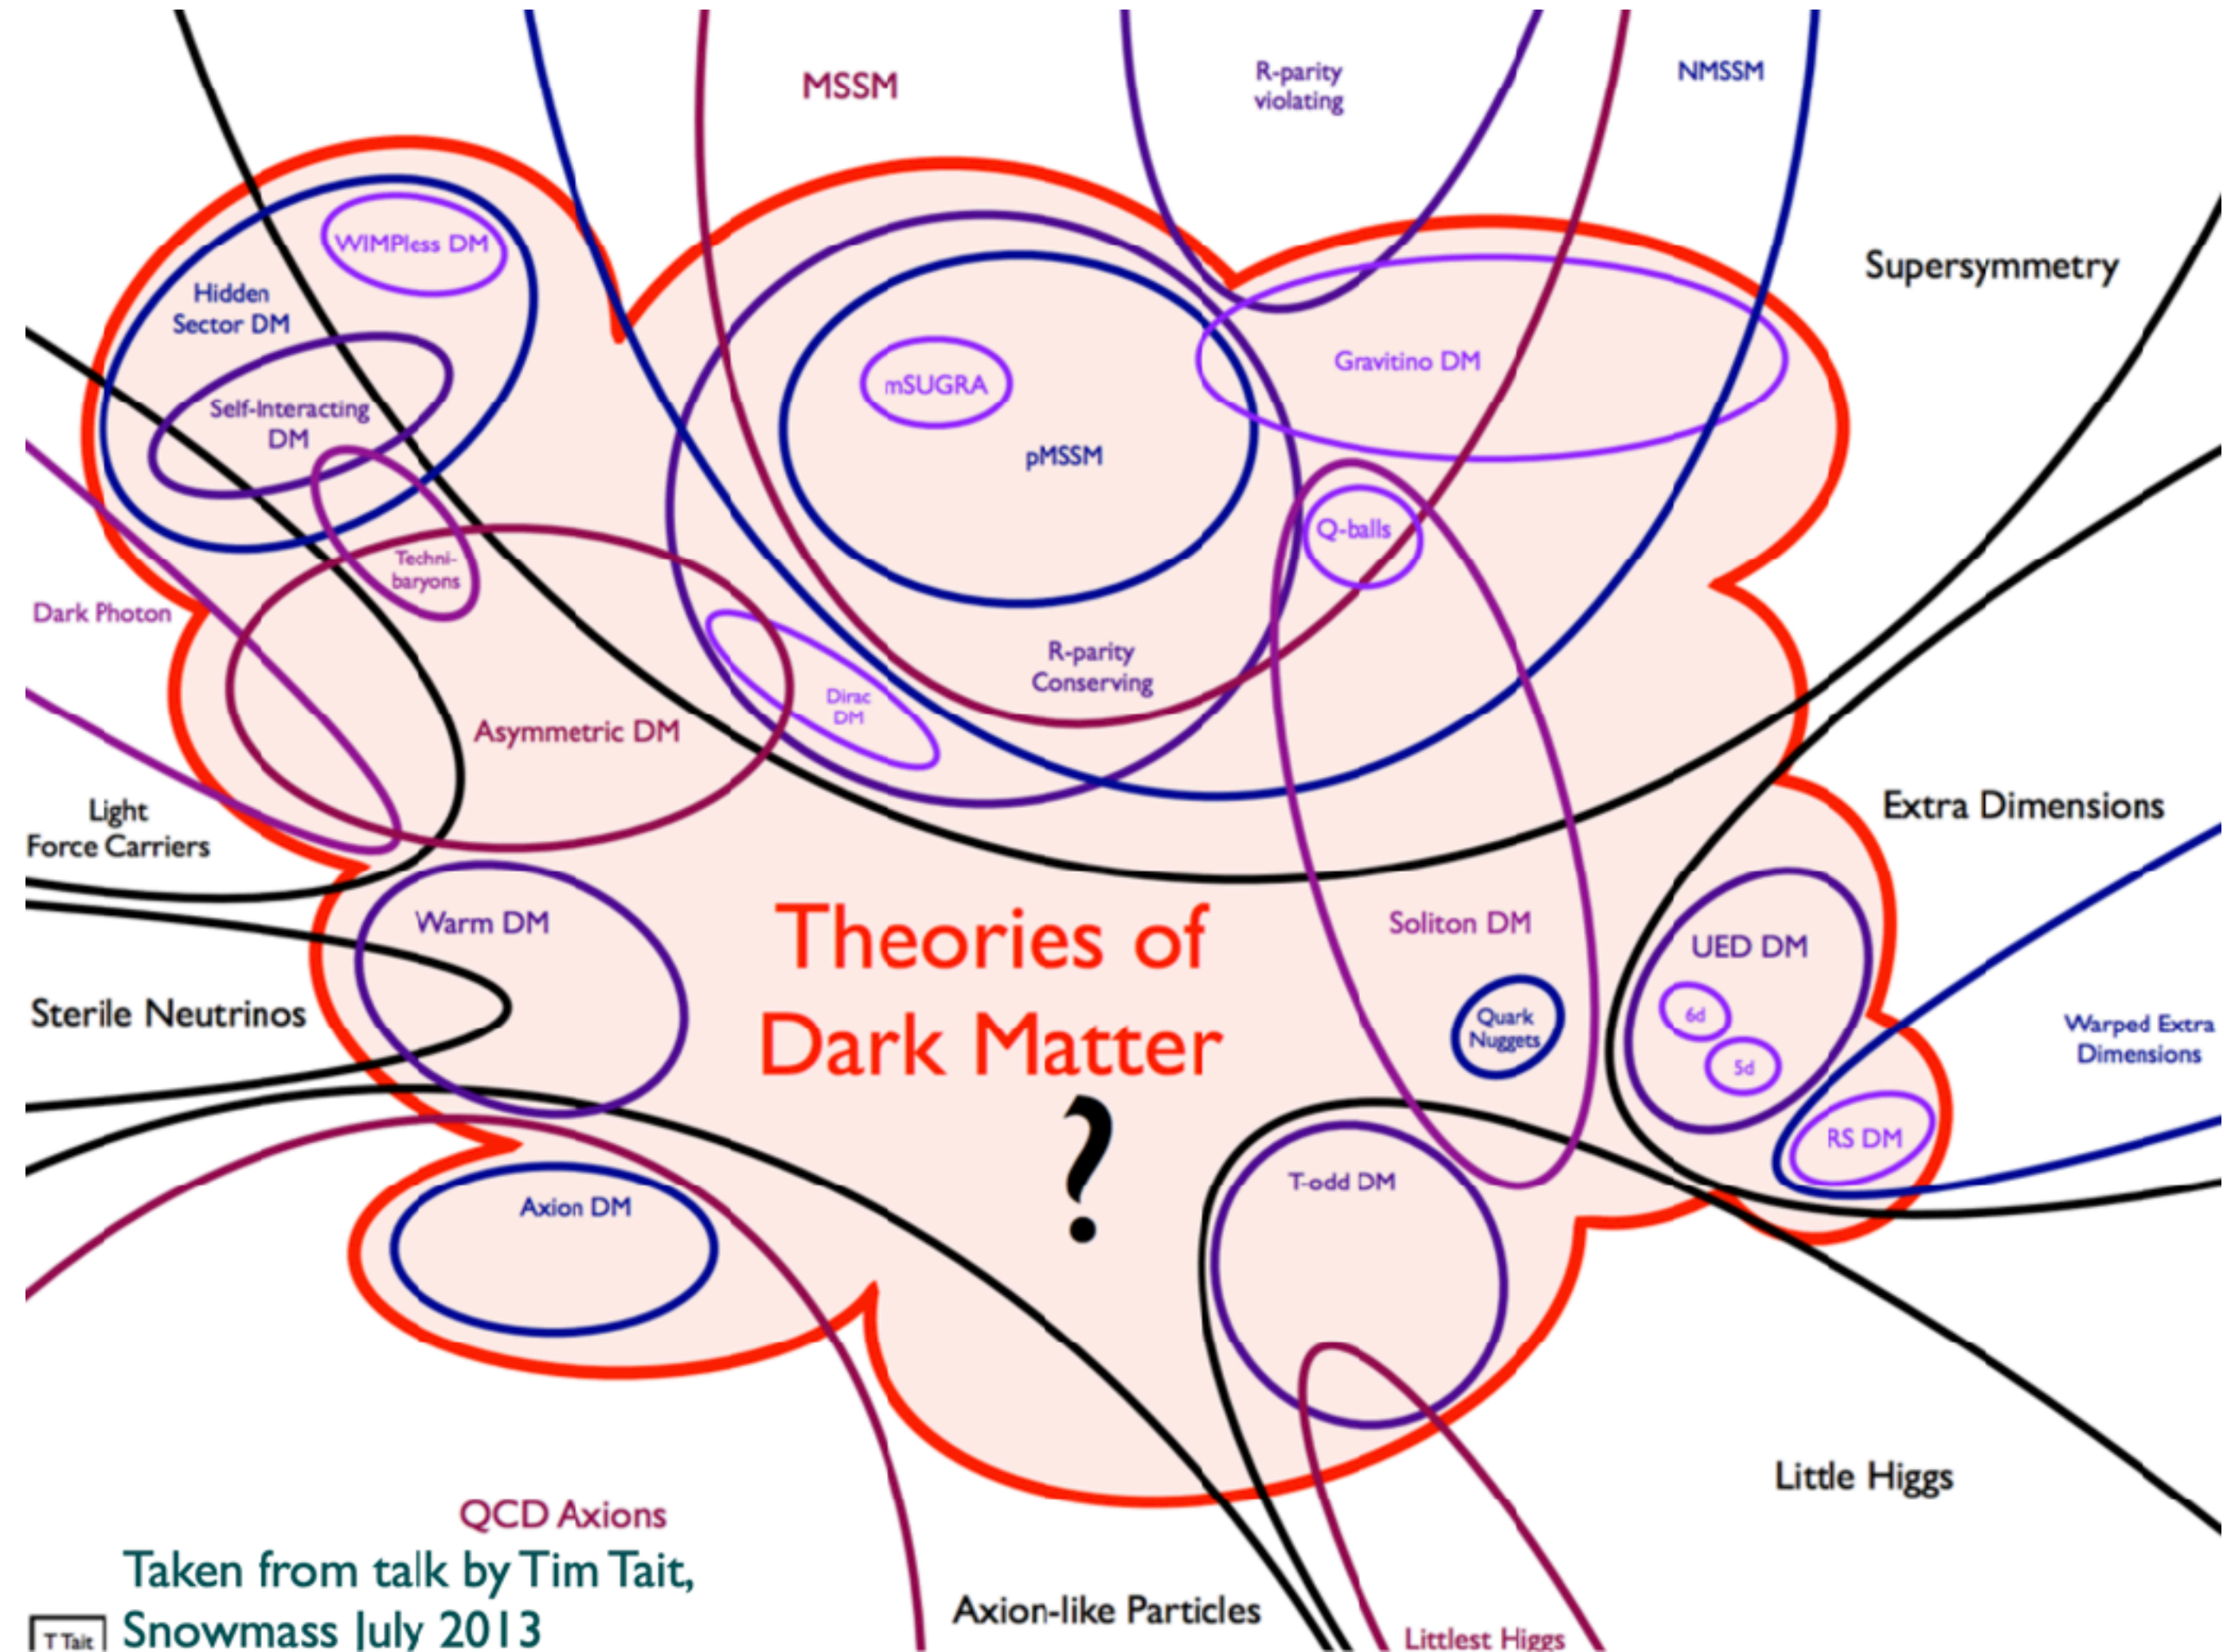 MSSM
R-parity
violating
NMSSM
Supersymmetry
WIMPless DM
Hidden
Sector DM
Self-Interacting
DM
mSUGRA
Gravitino DM
pMSSM
Q-balls
Techni-
baryons
Dark Photon
R-parity
Conserving
Dirac
DM
Asymmetric DM
Light
Force Carriers
Extra Dimensions
Warm DM
Theories of
Dark Matter
?
Soliton DM
UED DM
Sterile Neutrinos
Quark
Nuggets
6d
5d
Warped Extra
Dimensions
RS DM
T-odd DM
Axion DM
Little Higgs
QCD Axions
Taken from talk by Tim Tait,
Snowmass July 2013
T Tait
Axion-like Particles
Littlest Higgs